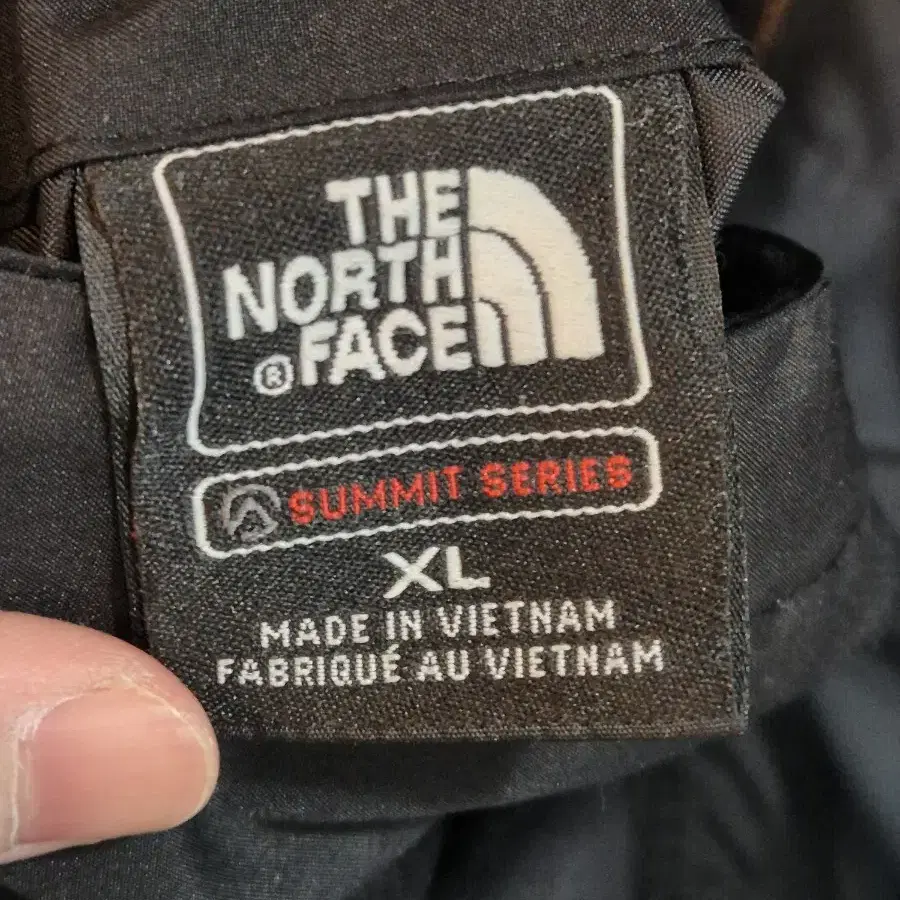 THE
NORTH
® FACE
SUMMIT SERIES
XL
MADE IN VIETNAM
FABRIQUÉ AU VIETNAM